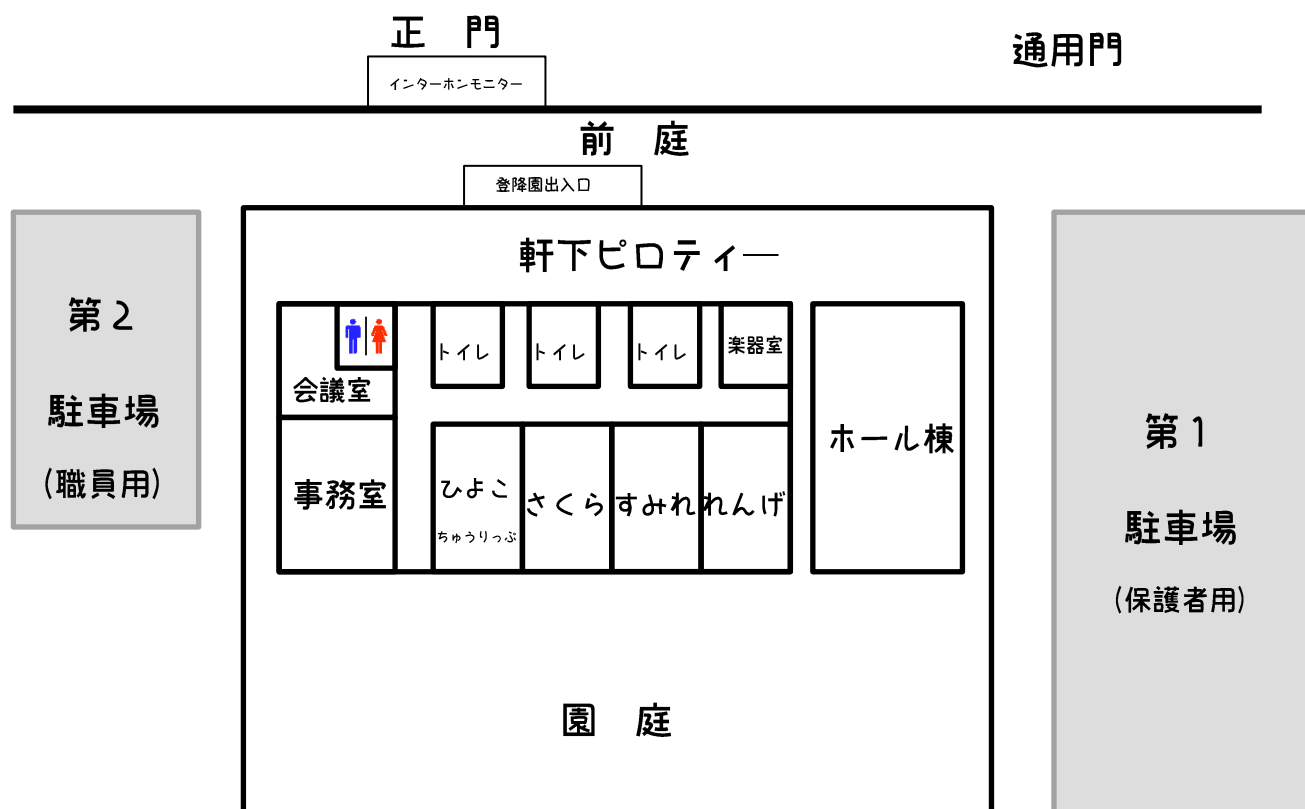 正　門
通用門
インターホンモニター
前　庭
登降園出入口
軒下ピロティ―
第２
駐車場
(職員用)
会議室
トイレ
トイレ
トイレ
楽器室
事務室
ひよこ
ちゅうりっぷ
さくら
すみれ
れんげ
ホール棟
第１
駐車場
(保護者用)
園　庭